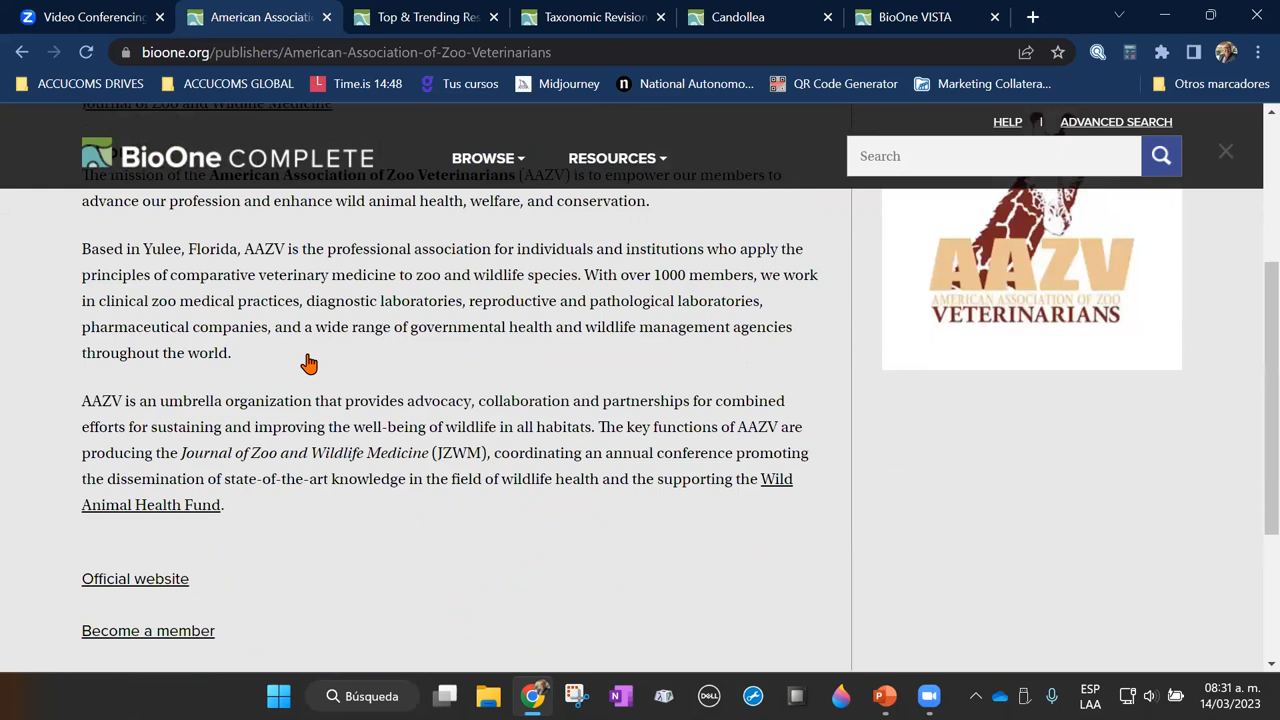 Video Conferencing
American Associati
Top & Trending Res
Taxonomic Revision
Candollea
BioOne VISTA
bioone.org/publishers/American-Association-of-Zoo-Veterinarians
ACCUCOMS DRIVES
ACCUCOMS GLOBAL
Time.is 14:48
Tus cursos
Midjourney
National Autonomo...
QR Code Generator
Marketing Collatera...
Otros marcadores
Journal of Zoo and Wildlife Medicine
HELP | ADVANCED SEARCH
BioOne COMPLETE
BROWSE
RESOURCES
Search
The mission of the American Association of Zoo Veterinarians (AAZV) is to empower our members to
advance our profession and enhance wild animal health, welfare, and conservation.
Based in Yulee, Florida, AAZV is the professional association for individuals and institutions who apply the
principles of comparative veterinary medicine to zoo and wildlife species. With over 1000 members, we work
in clinical zoo medical practices, diagnostic laboratories, reproductive and pathological laboratories,
pharmaceutical companies, and a wide range of governmental health and wildlife management agencies
throughout the world.
AAZV is an umbrella organization that provides advocacy, collaboration and partnerships for combined
efforts for sustaining and improving the well-being of wildlife in all habitats. The key functions of AAZV are
producing the Journal of Zoo and Wildlife Medicine (JZWM), coordinating an annual conference promoting
the dissemination of state-of-the-art knowledge in the field of wildlife health and the supporting the Wild
Animal Health Fund.
Official website
Become a member
AAZV
AMERICAN ASSOCIATION OF ZOO
VETERINARIANS
Búsqueda
DELL
ESP
LAA
08:31 a. m.
14/03/2023